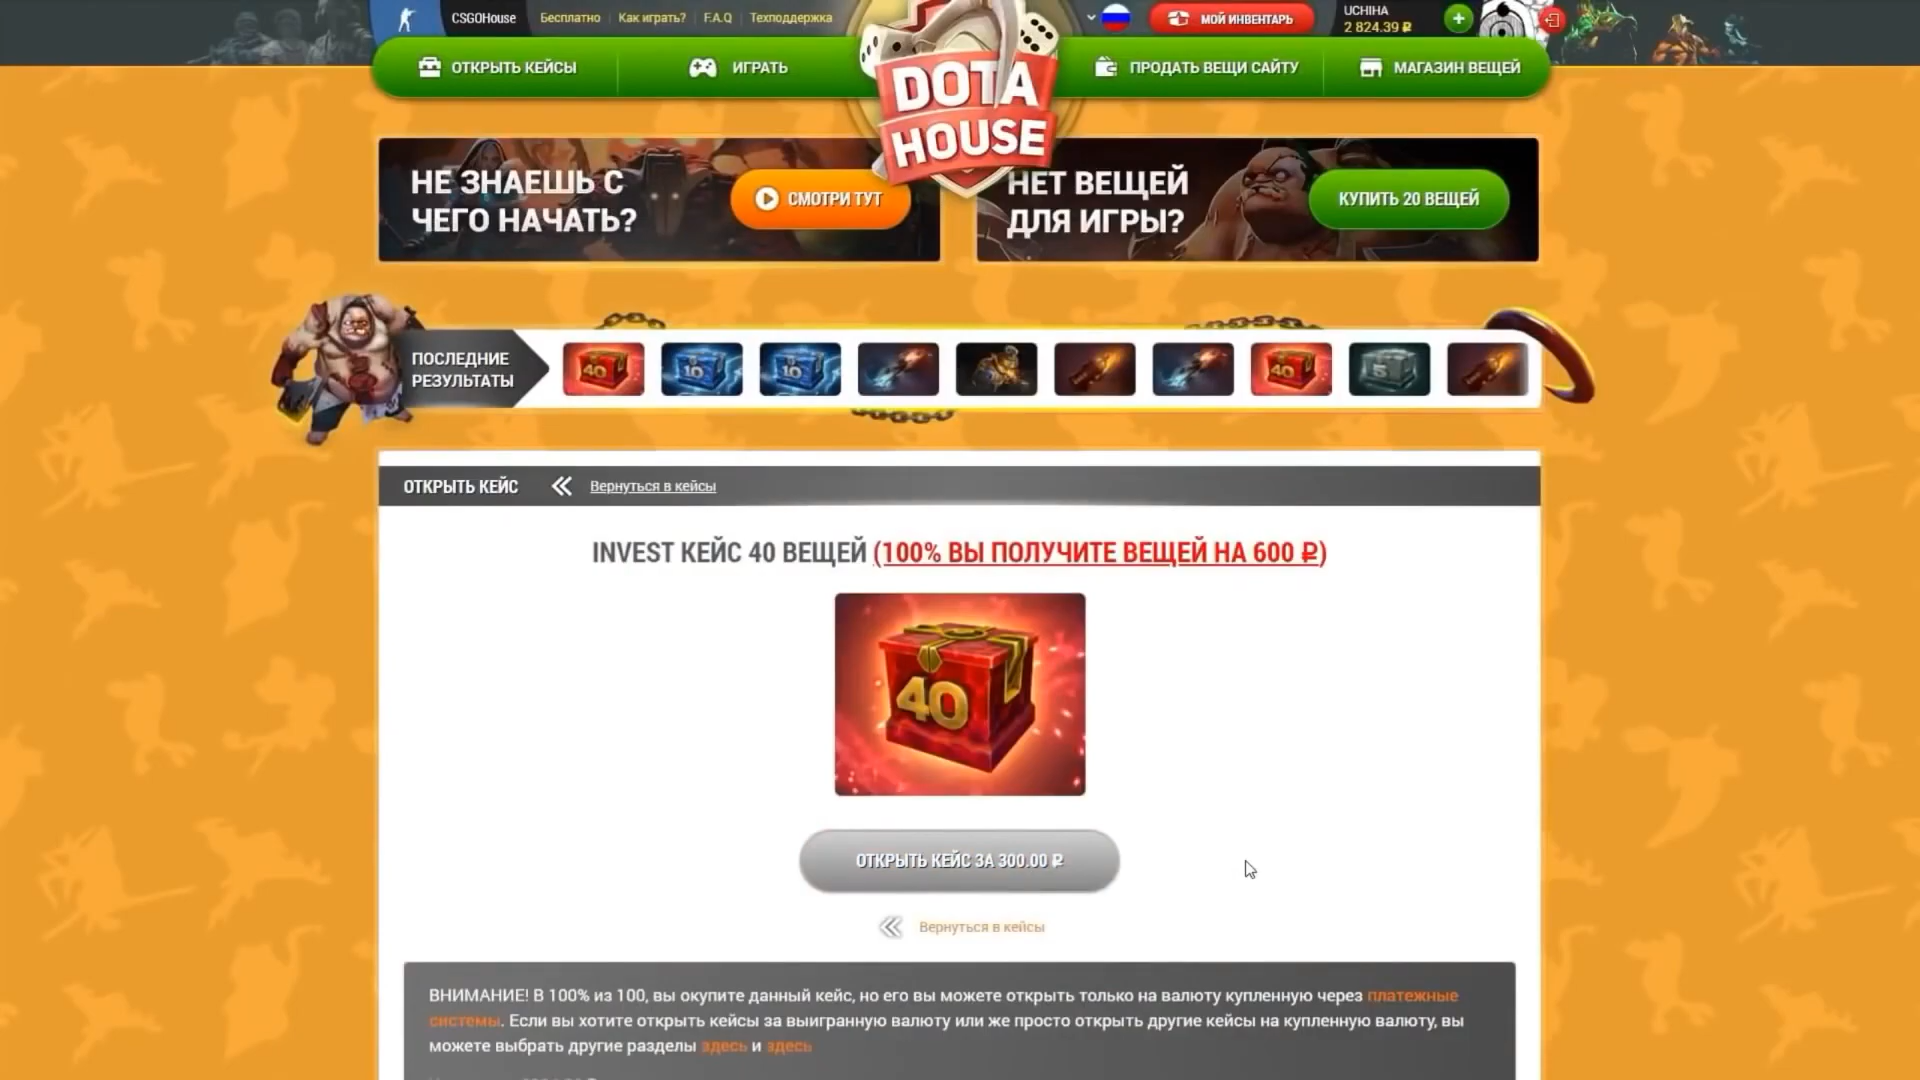 CSGOHouse
Бесплатно
Как играть?
F.A.Q
Техподдержка
МОЙ ИНВЕНТАРЬ
UCHIHA
2 824.39 ₽
ОТКРЫТЬ КЕЙСЫ
ИГРАТЬ
DOTA
HOUSE
ПРОДАТЬ ВЕЩИ САЙТУ
МАГАЗИН ВЕЩЕЙ
НЕ ЗНАЕШЬ С
ЧЕГО НАЧАТЬ?
СМОТРИ ТУТ
НЕТ ВЕЩЕЙ
ДЛЯ ИГРЫ?
КУПИТЬ 20 ВЕЩЕЙ
ПОСЛЕДНИЕ
РЕЗУЛЬТАТЫ
40
10
10
40
5
ОТКРЫТЬ КЕЙС
Вернуться в кейсы
INVEST КЕЙС 40 ВЕЩЕЙ (100% ВЫ ПОЛУЧИТЕ ВЕЩЕЙ НА 600 ₽)
40
ОТКРЫТЬ КЕЙС ЗА 300.00 ₽
Вернуться в кейсы
ВНИМАНИЕ! В 100% из 100, вы окупите данный кейс, но его вы можете открыть только на валюту купленную через платежные
системы. Если вы хотите открыть кейсы за выигранную валюту или же просто открыть другие кейсы на купленную валюту, вы
можете выбрать другие разделы здесь и здесь